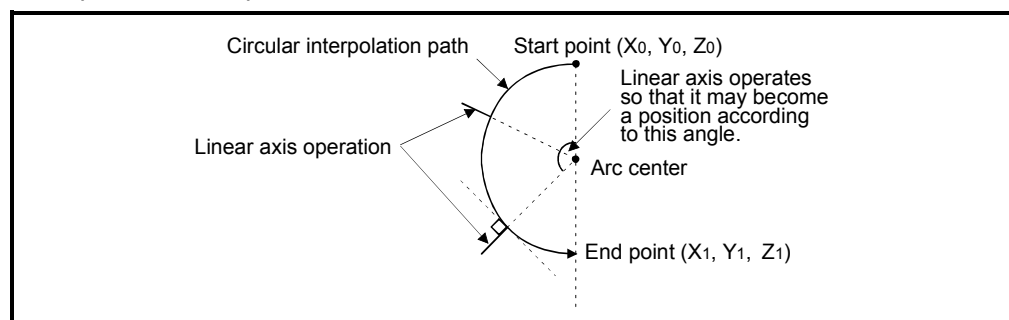 Circular interpolation path
Start point (X0, Y0, Z0)
Linear axis operates
so that it may become
a position according
to this angle.
Linear axis operation
Arc center
End point (X1, Y1, Z1)